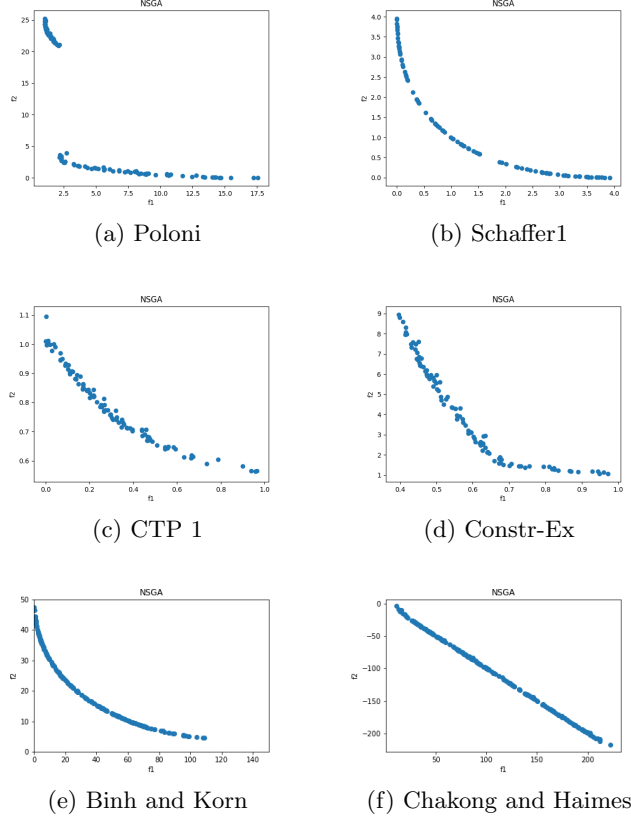 NSGA
25
20
15
10
5
0
f2
2.5 5.0 7.5 10.0 12.5 15.0 17.5
f1
(a) Poloni
NSGA
4.0
3.5
3.0
2.5
2.0
1.5
1.0
0.5
0.0
f2
0.0 0.5 1.0 1.5 2.0 2.5 3.0 3.5 4.0
f1
(b) Schaffer1
NSGA
1.1
1.0
0.9
0.8
0.7
0.6
f2
0.0 0.2 0.4 0.6 0.8 1.0
f1
(c) CTP 1
NSGA
9
8
7
6
5
4
3
2
1
f2
0.4 0.5 0.6 0.7 0.8 0.9 1.0
f1
(d) Constr-Ex
NSGA
50
40
30
20
10
0
f2
0 20 40 60 80 100 120 140
f1
(e) Binh and Korn
NSGA
0
−50
−100
−150
−200
f2
50 100 150 200
f1
(f) Chakong and Haimes